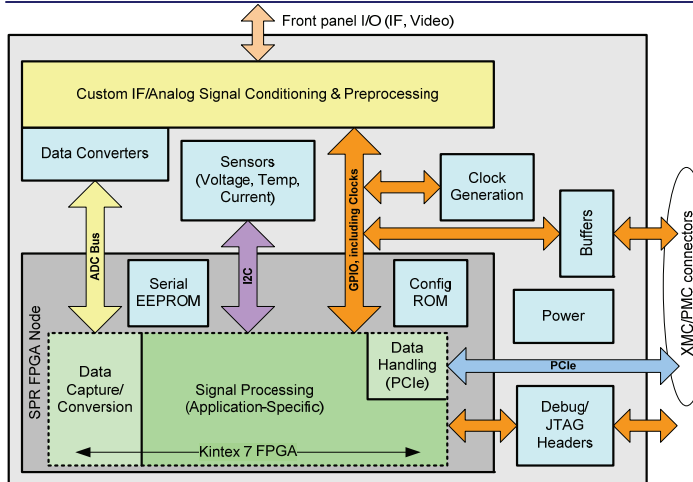 Front panel I/O (IF, Video)
Custom IF/Analog Signal Conditioning & Preprocessing
Data Converters
Sensors
(Voltage, Temp,
Current)
Clock
Generation
Buffers
XMC/PMC connectors
ADC Bus
I2C
GPIO, including Clocks
SPR FPGA Node
Serial
EEPROM
Config
ROM
Power
Data
Capture/
Conversion
Signal Processing
(Application-Specific)
Data
Handling
(PCIe)
PCIe
Debug/
JTAG
Headers
Kintex 7 FPGA